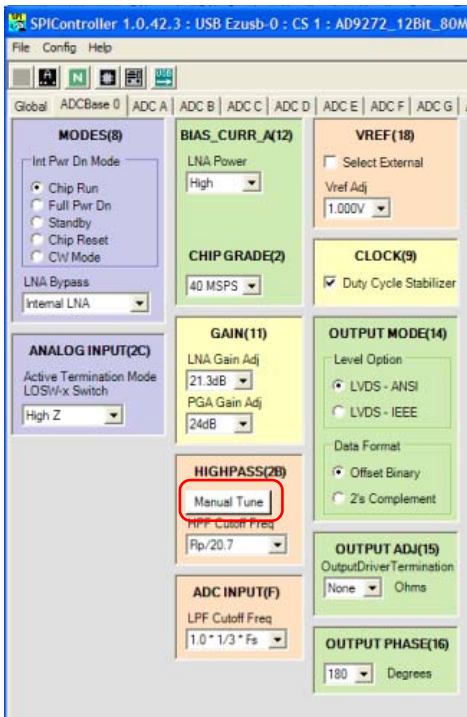 SPIController 1.0.42.3 : USB Ezusb-0 : CS 1 : AD9272_12Bit_80M
File Config Help
Global ADCBase 0 ADC A ADC B ADC C ADC D ADC E ADC F ADC G
MODES(8)
Int Pwr Dn Mode
Chip Run
Full Pwr Dn
Standby
Chip Reset
CW Mode
LNA Bypass
Internal LNA
ANALOG INPUT(2C)
Active Termination Mode
LOSW-x Switch
High Z
BIAS_CURR_A(12)
LNA Power
High
CHIP GRADE(2)
40 MSPS
GAIN(11)
LNA Gain Adj
21.3dB
PGA Gain Adj
24dB
HIGHPASS(2B)
Manual Tune
HPF Cutoff Freq
Flp/20.7
ADC INPUT(F)
LPF Cutoff Freq
1.0 * 1/3 * Fs
VREF(18)
Select External
Vref Adj
1.000V
CLOCK(9)
Duty Cycle Stabilizer
OUTPUT MODE(14)
Level Option
LVDS - ANSI
LVDS - IEEE
Data Format
Offset Binary
2's Complement
OUTPUT ADJ(15)
OutputDriverTermination
None Ohms
OUTPUT PHASE(16)
180 Degrees